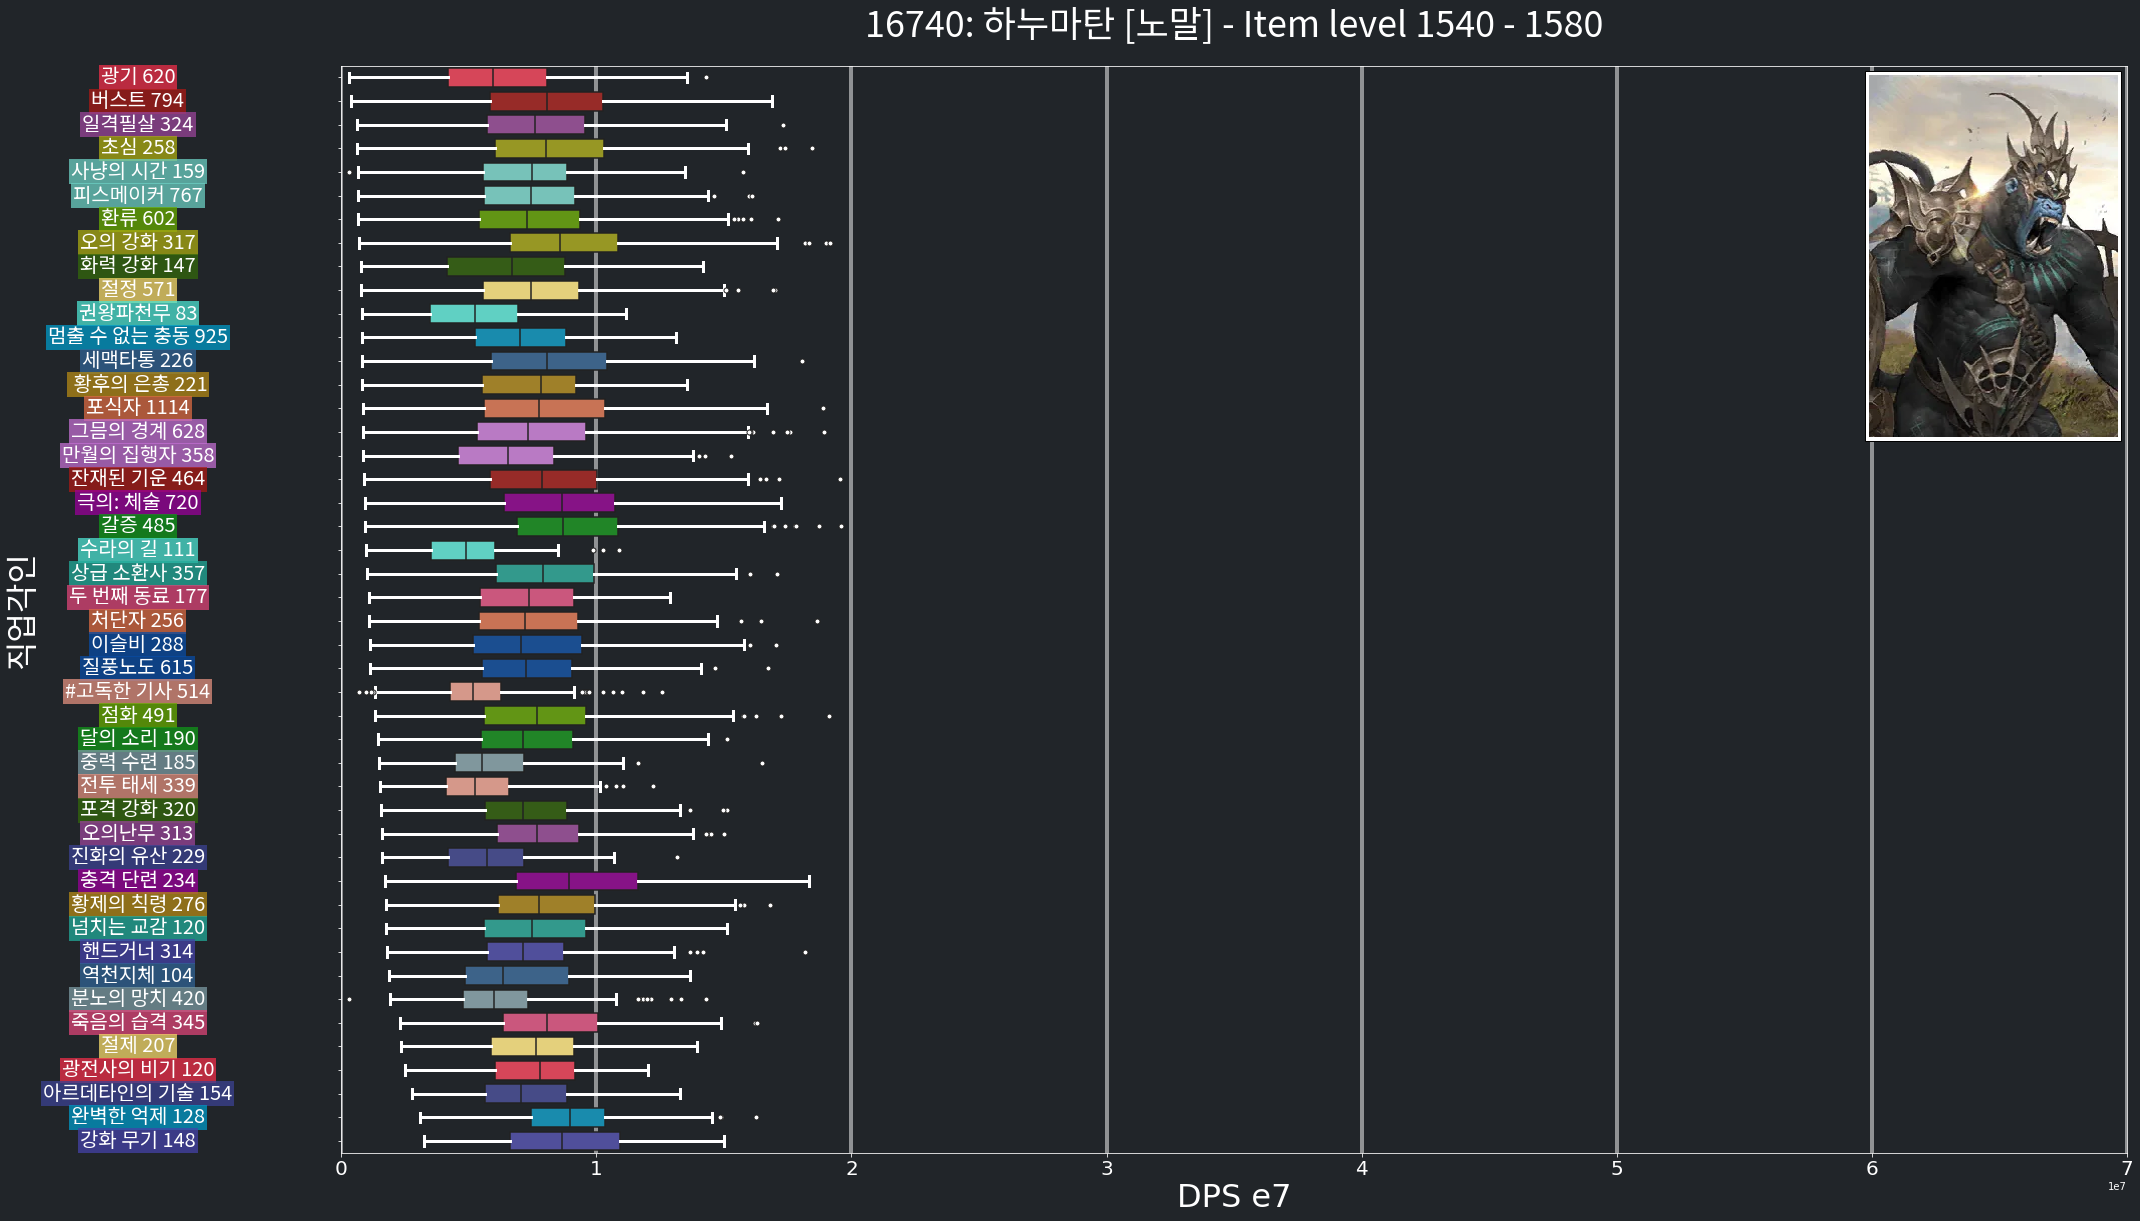 16740: 하누마탄 [노말] - Item level 1540 - 1580
광기 620
버스트 794
일격필살 324
초심 258
사냥의 시간 159
피스메이커 767
환류 602
오의 강화 317
화력 강화 147
절정 571
권왕파천무 83
멈출 수 없는 충동 925
세맥타통 226
황후의 은총 221
포식자 1114
그믐의 경계 628
만월의 집행자 358
잔재된 기운 464
극의: 체술 720
갈증 485
수라의 길 111
상급 소환사 357
두 번째 동료 177
처단자 256
이슬비 288
질풍노도 615
#고독한 기사 514
점화 491
달의 소리 190
중력 수련 185
전투 태세 339
포격 강화 320
오의난무 313
진화의 유산 229
충격 단련 234
황제의 칙령 276
넘치는 교감 120
핸드거너 314
역천지체 104
분노의 망치 420
죽음의 습격 345
절제 207
광전사의 비기 120
아르데타인의 기술 154
완벽한 억제 128
강화 무기 148
직업각인
0 1 2 3 4 5 6 7
DPS e7
1e7